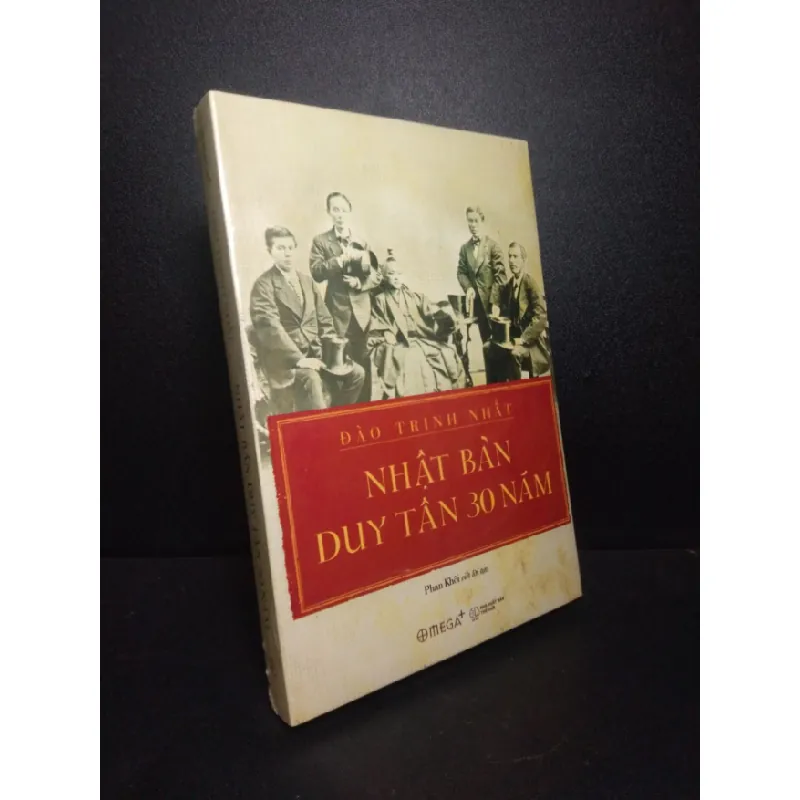 ĐÀO TRINH NHẤT
NHẬT BẢN
DUY TÂN 30 NĂM
Phan Khôi viết đề tựa
OMEGA+